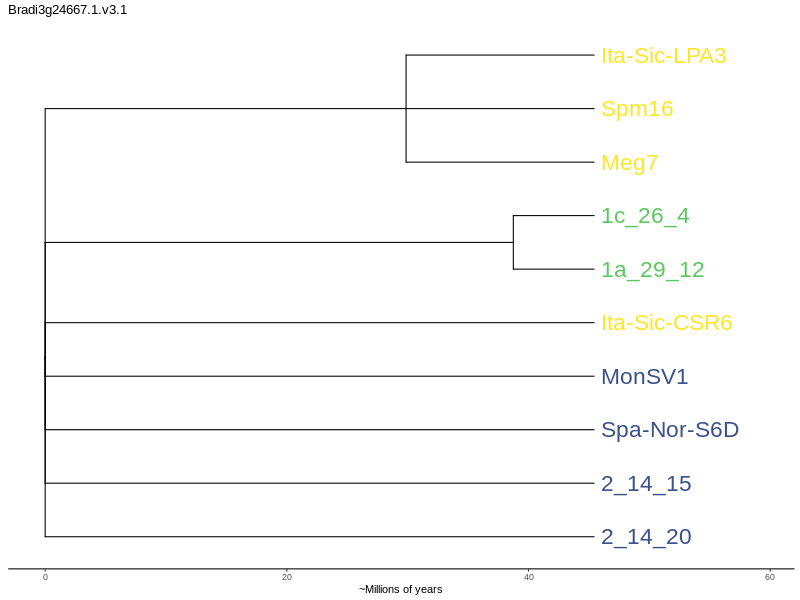 Bradi3g24667.1.v3.1
Ita-Sic-LPA3
Spm16
Meg7
1c_26_4
1a_29_12
Ita-Sic-CSR6
MonSV1
Spa-Nor-S6D
2_14_15
2_14_20
0 20 40 60
~Millions of years